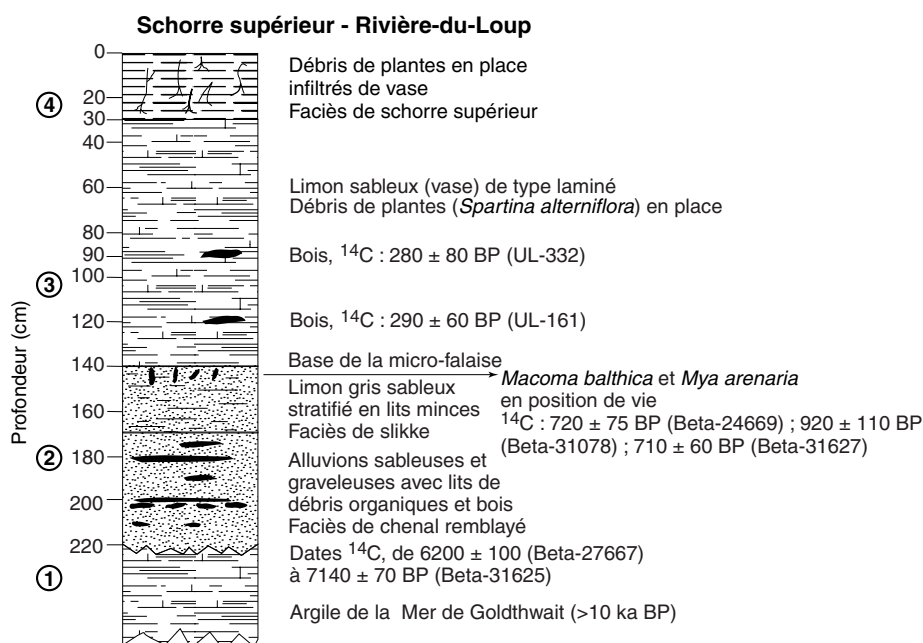 Schorre supérieur - Rivière-du-Loup
0
20
30
40
60
80
90
100
120
140
160
180
200
220
Profondeur (cm)
4
3
2
1
Débris de plantes en place
infiltrés de vase
Faciès de schorre supérieur
Limon sableux (vase) de type laminé
Débris de plantes (Spartina alterniflora) en place
Bois, 14C : 280 ± 80 BP (UL-332)
Bois, 14C : 290 ± 60 BP (UL-161)
Base de la micro-falaise
Limon gris sableux
stratifié en lits minces
Faciès de slikke
Macoma balthica et Mya arenaria
en position de vie
14C : 720 ± 75 BP (Beta-24669) ; 920 ± 110 BP
(Beta-31078) ; 710 ± 60 BP (Beta-31627)
Alluvions sableuses et
graveleuses avec lits de
débris organiques et bois
Faciès de chenal remblayé
Dates 14C, de 6200 ± 100 (Beta-27667)
à 7140 ± 70 BP (Beta-31625)
Argile de la Mer de Goldthwait (>10 ka BP)